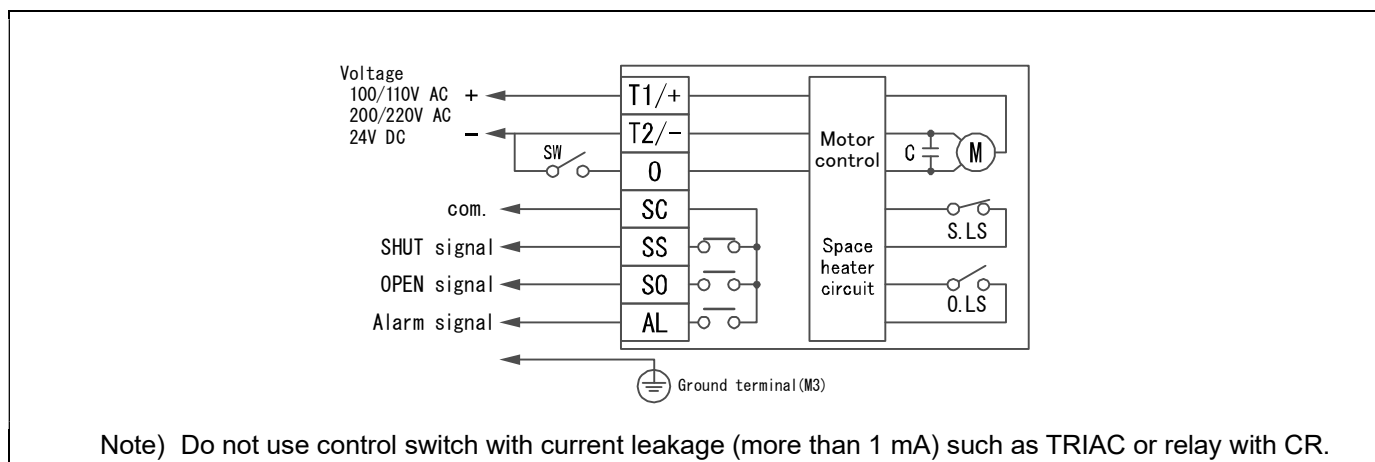 Voltage
100/110V AC +
200/220V AC
24V DC -
SW
com.
SHUT signal
OPEN signal
Alarm signal
T1/+
T2/-
O
SC
SS
SO
AL
Motor
control
Space
heater
circuit
C
M
S.LS
O.LS
Ground terminal(M3)
Note) Do not use control switch with current leakage (more than 1 mA) such as TRIAC or relay with CR.